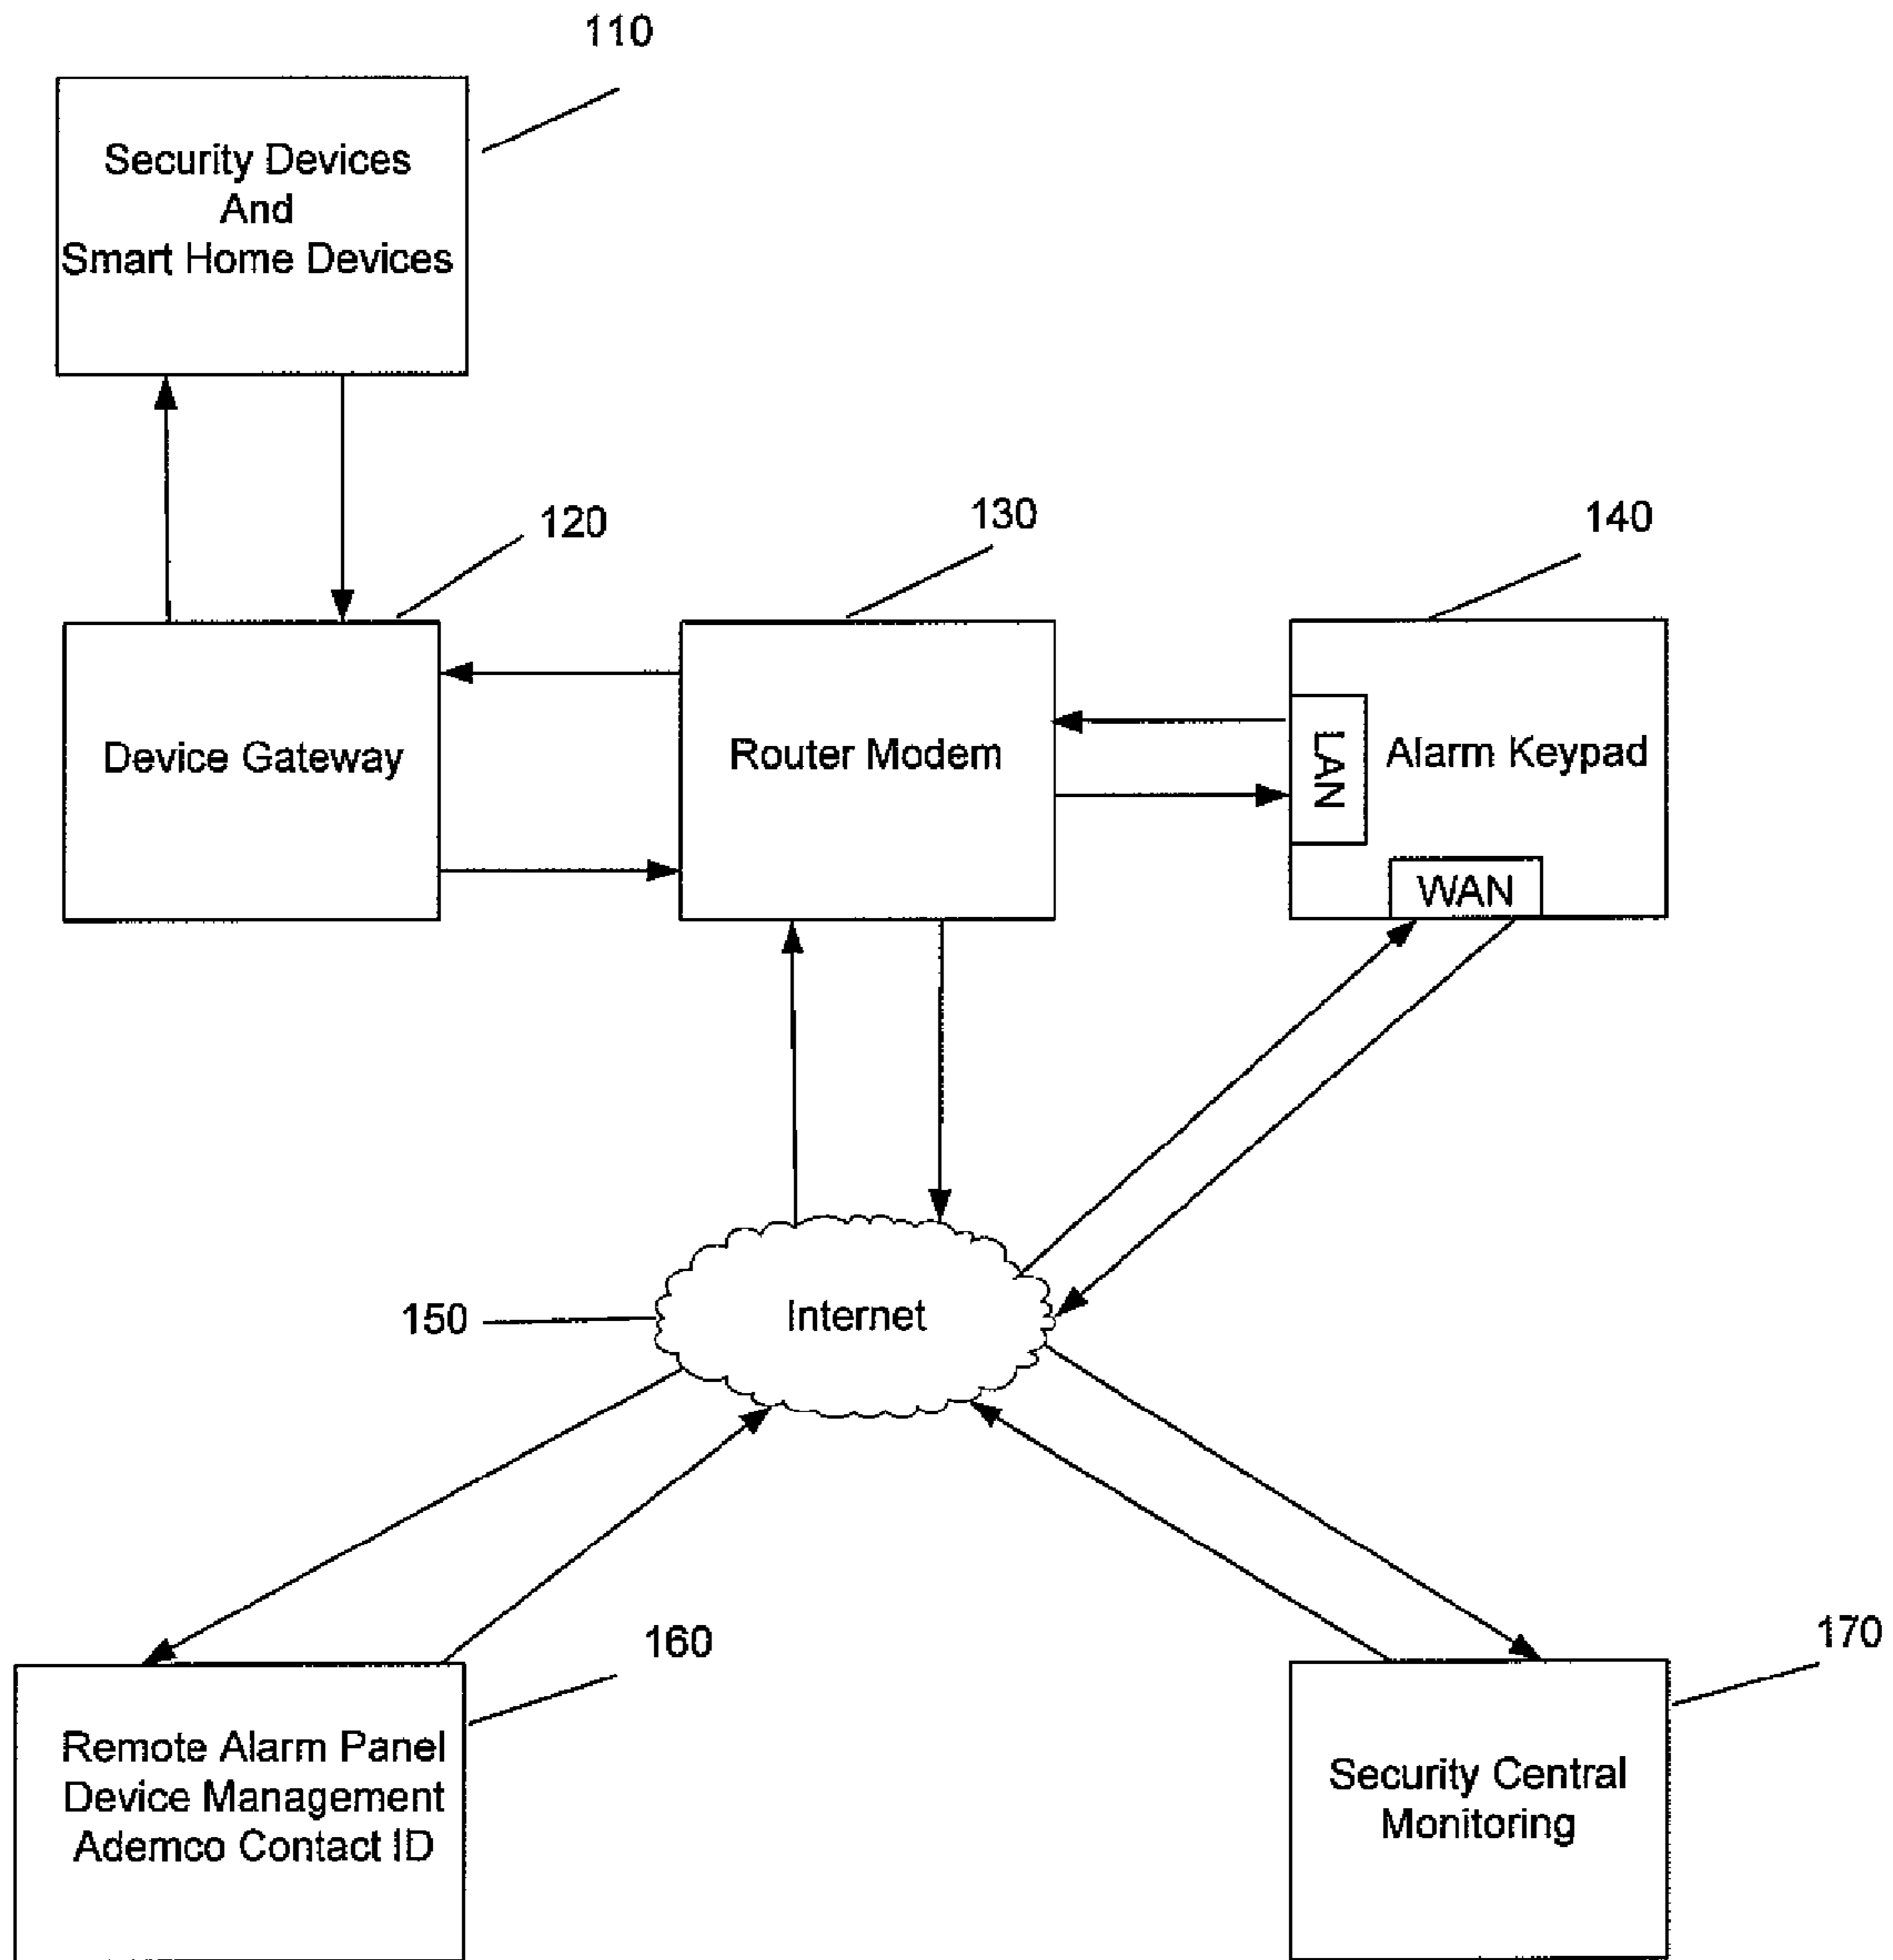 110
Security Devices
And
Smart Home Devices
120
130
140
Device Gateway
Router Modem
LAN
Alarm Keypad
WAN
150
Internet
160
170
Remote Alarm Panel
Device Management
Ademco Contact ID
Security Central
Monitoring